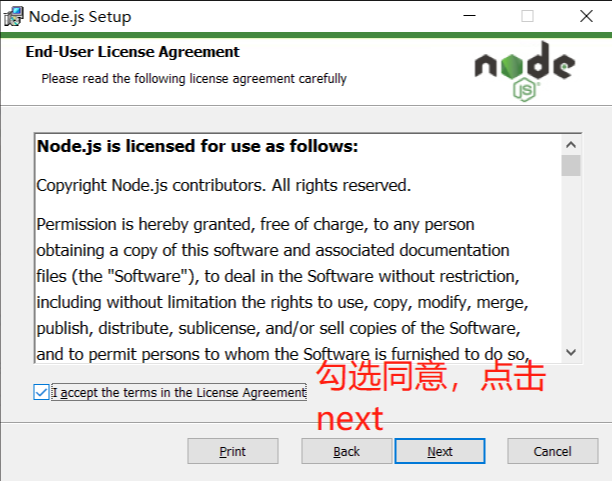 Node.js Setup
End-User License Agreement
Please read the following license agreement carefully
node
JS
Node.js is licensed for use as follows:
Copyright Node.js contributors. All rights reserved.
Permission is hereby granted, free of charge, to any person
obtaining a copy of this software and associated documentation
files (the "Software"), to deal in the Software without restriction,
including without limitation the rights to use, copy, modify, merge,
publish, distribute, sublicense, and/or sell copies of the Software,
and to permit persons to whom the Software is furnished to do so,
I accept the terms in the License Agreement
勾选同意，点击
next
Print
Back
Next
Cancel